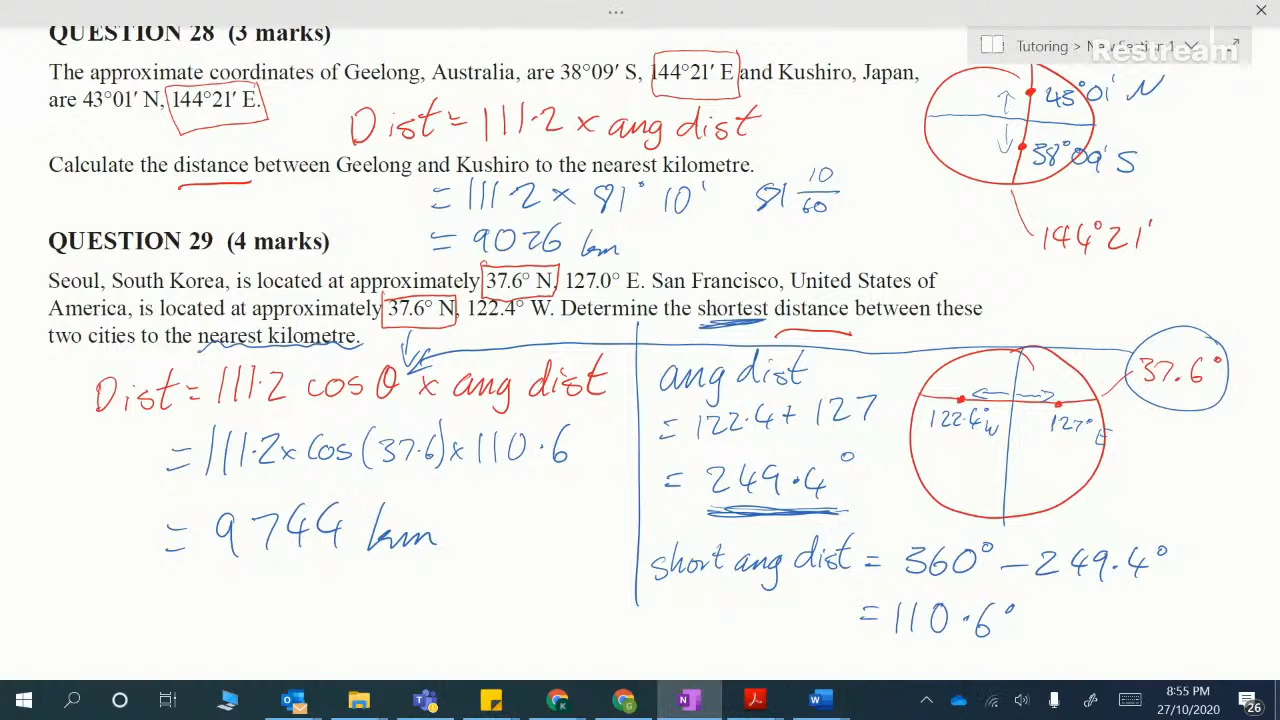 QUESTION 28 (3 marks)
Tutoring > New Section 1
Restream
The approximate coordinates of Geelong, Australia, are 38°09′ S, 144°21′ E and Kushiro, Japan,
are 43°01′ N, 144°21′ E.
43°01' N
Dist = 111.2 x ang dist
38°09' S
Calculate the distance between Geelong and Kushiro to the nearest kilometre.
= 111.2 x 81° 10' 81 10/60
144°21'
= 9026 km
QUESTION 29 (4 marks)
Seoul, South Korea, is located at approximately 37.6° N, 127.0° E. San Francisco, United States of
America, is located at approximately 37.6° N, 122.4° W. Determine the shortest distance between these
two cities to the nearest kilometre.
Dist = 111.2 cos θ x ang dist
= 111.2 x cos (37.6) x 110.6
= 9744 km
ang dist
= 122.4 + 127
= 249.4°
37.6°
122.4° W
127° E
short ang dist = 360° - 249.4°
= 110.6°
8:55 PM
27/10/2020
26